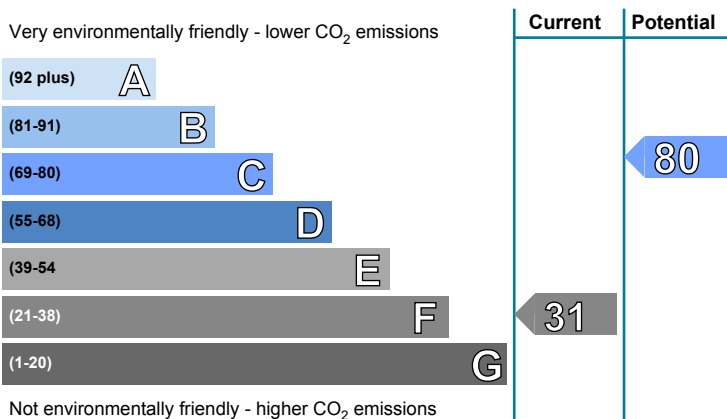 Current Potential
Very environmentally friendly - lower CO₂ emissions
(92 plus) A
(81-91) B
(69-80) C 80
(55-68) D
(39-54 E
(21-38) F 31
(1-20) G
Not environmentally friendly - higher CO₂ emissions